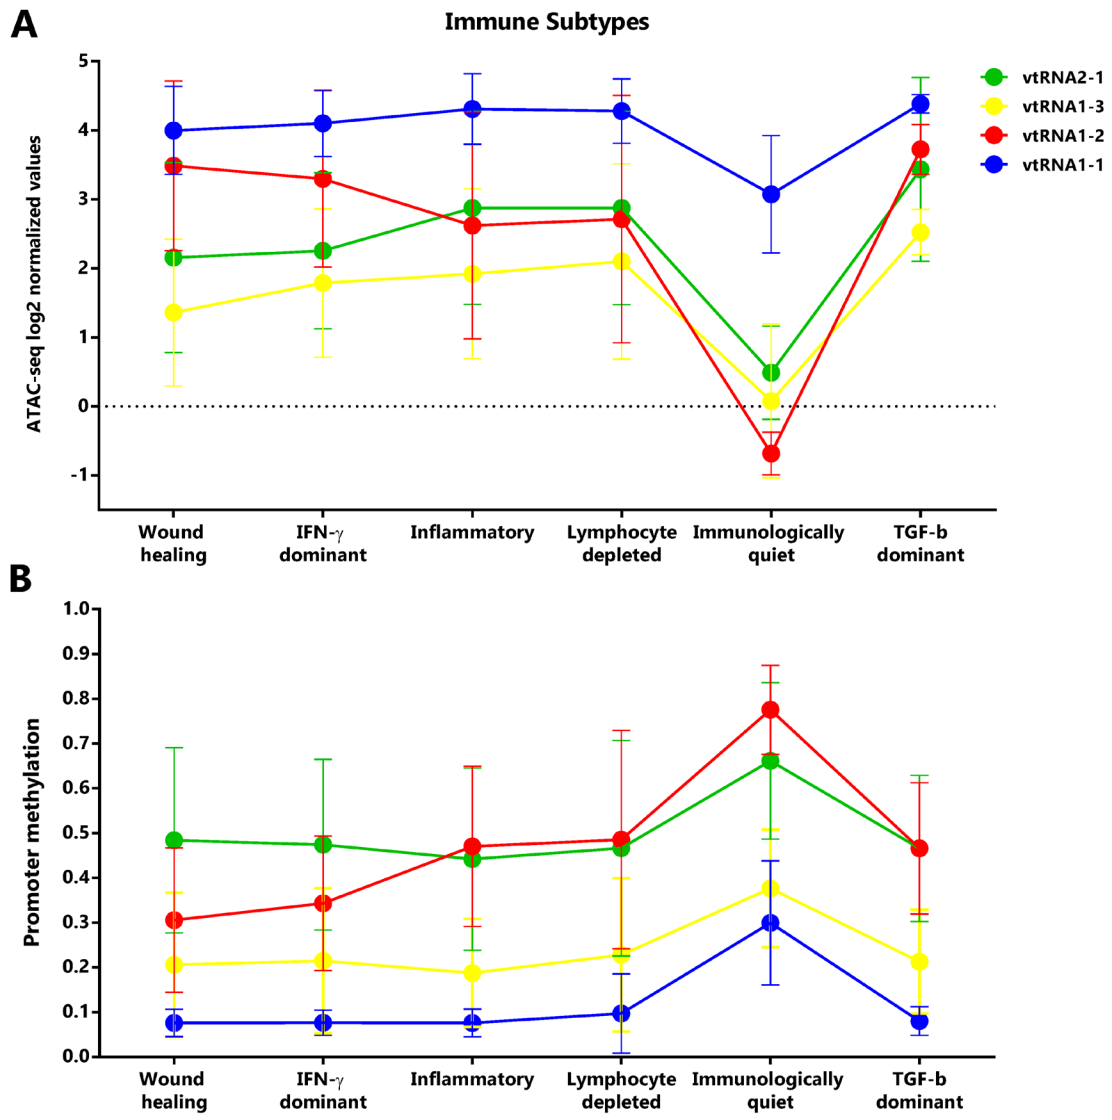 A
Immune Subtypes
ATAC-seq log2 normalized values
5
4
3
2
1
0
-1
vtRNA2-1
vtRNA1-3
vtRNA1-2
vtRNA1-1
Wound
healing
IFN-γ
dominant
Inflammatory
Lymphocyte
depleted
Immunologically
quiet
TGF-b
dominant
B
Promoter methylation
1.0
0.9
0.8
0.7
0.6
0.5
0.4
0.3
0.2
0.1
0.0
Wound
healing
IFN-γ
dominant
Inflammatory
Lymphocyte
depleted
Immunologically
quiet
TGF-b
dominant